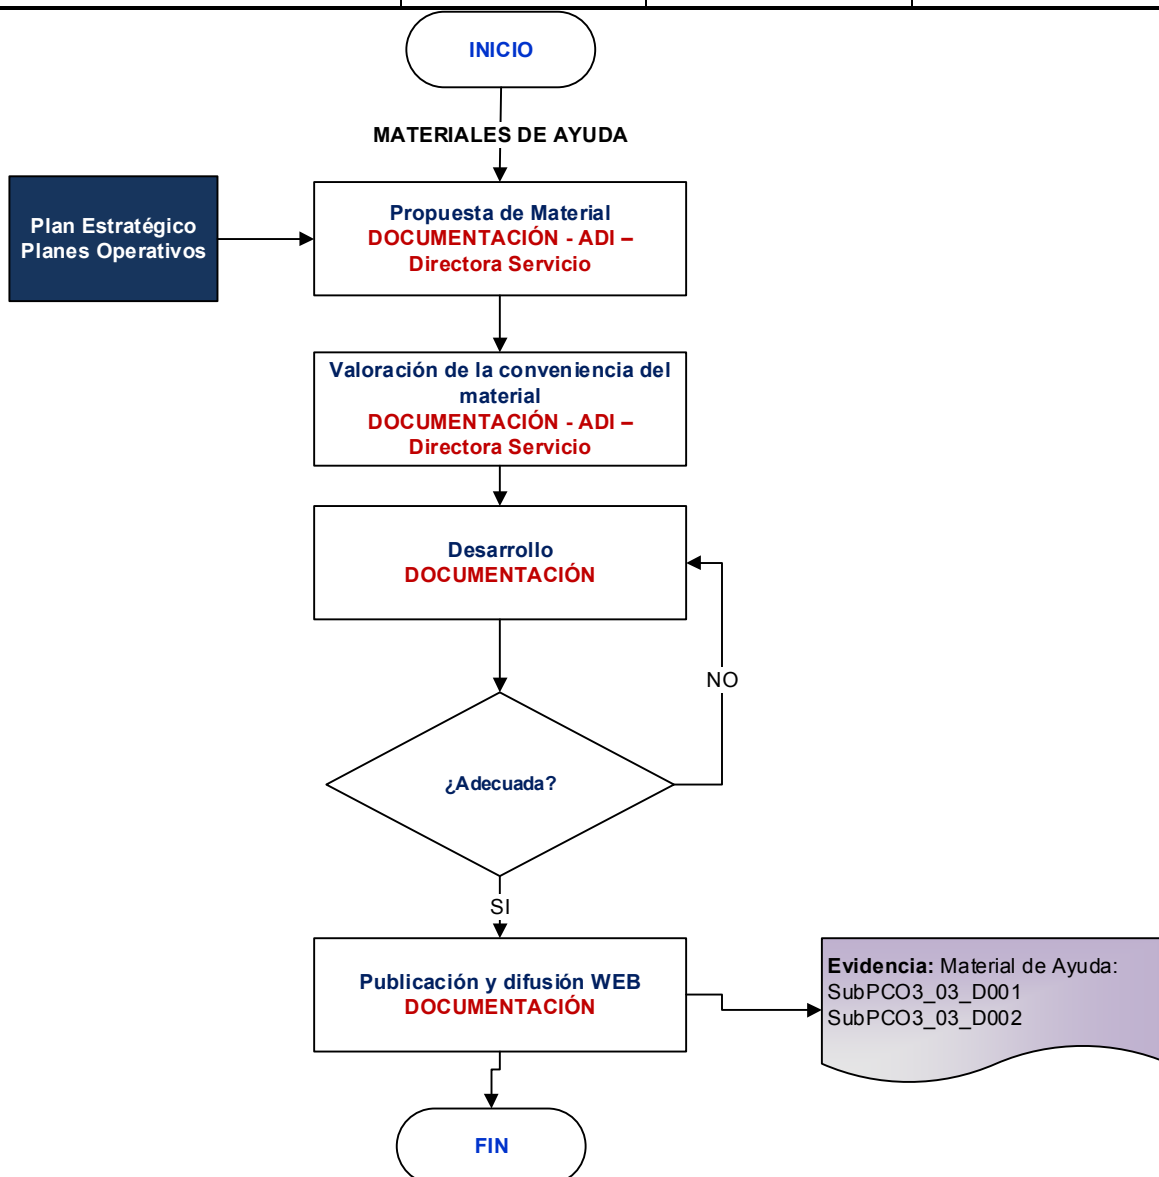 INICIO
MATERIALES DE AYUDA
Plan Estratégico
Planes Operativos
Propuesta de Material
DOCUMENTACIÓN - ADI –
Directora Servicio
Valoración de la conveniencia del
material
DOCUMENTACIÓN - ADI –
Directora Servicio
Desarrollo
DOCUMENTACIÓN
NO
¿Adecuada?
SI
Publicación y difusión WEB
DOCUMENTACIÓN
Evidencia: Material de Ayuda:
SubPCO3_03_D001
SubPCO3_03_D002
FIN